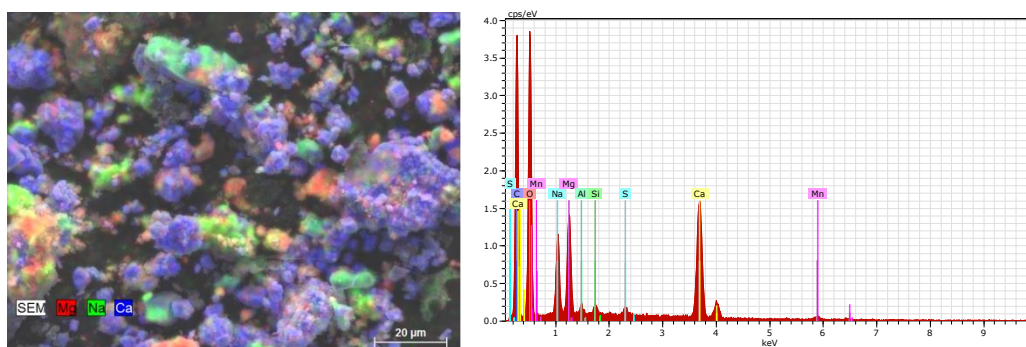 SEM Mg Na Ca
20 µm
cps/eV
4.0
3.5
3.0
2.5
2.0
1.5
1.0
0.5
0.0
S Mn Mg
C O Na Al Si S Ca Mn
Ca
1 2 3 4 5 6 7 8 9
keV